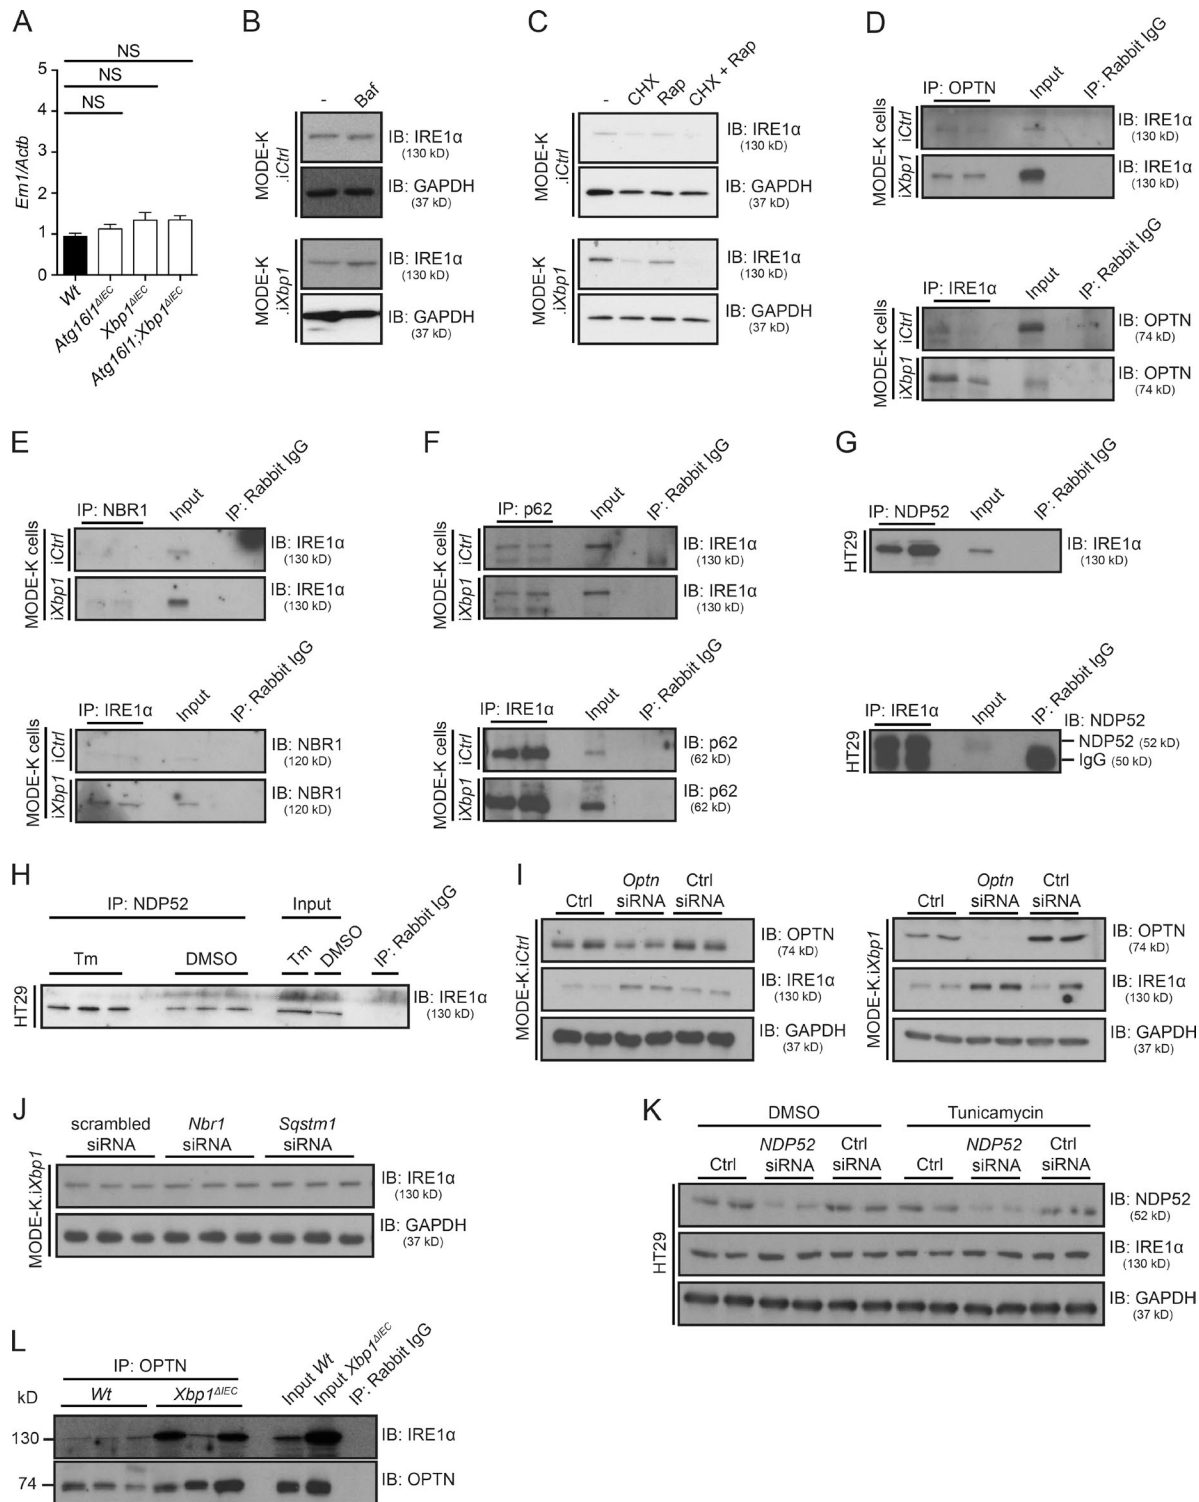 A
NS
NS
NS
5
4
3
2
1
0
Ern1/Actb
Wt
Atg16l1ΔIEC
Xbp1ΔIEC
Atg16l1;Xbp1ΔIEC
B
- Baf
MODE-K .iCtrl
IB: IRE1α
(130 kD)
IB: GAPDH
(37 kD)
MODE-K .iXbp1
IB: IRE1α
(130 kD)
IB: GAPDH
(37 kD)
C
- CHX Rap CHX + Rap
MODE-K .iCtrl
IB: IRE1α
(130 kD)
IB: GAPDH
(37 kD)
MODE-K .iXbp1
IB: IRE1α
(130 kD)
IB: GAPDH
(37 kD)
D
IP: OPTN Input IP: Rabbit IgG
MODE-K cells
iCtrl
IB: IRE1α
(130 kD)
iXbp1
IB: IRE1α
(130 kD)
IP: IRE1α Input IP: Rabbit IgG
MODE-K cells
iCtrl
IB: OPTN
(74 kD)
iXbp1
IB: OPTN
(74 kD)
E
IP: NBR1 Input IP: Rabbit IgG
MODE-K cells
iCtrl
IB: IRE1α
(130 kD)
iXbp1
IB: IRE1α
(130 kD)
IP: IRE1α Input IP: Rabbit IgG
MODE-K cells
iCtrl
IB: NBR1
(120 kD)
iXbp1
IB: NBR1
(120 kD)
F
IP: p62 Input IP: Rabbit IgG
MODE-K cells
iCtrl
IB: IRE1α
(130 kD)
iXbp1
IB: IRE1α
(130 kD)
IP: IRE1α Input IP: Rabbit IgG
MODE-K cells
iCtrl
IB: p62
(62 kD)
iXbp1
IB: p62
(62 kD)
G
IP: NDP52 Input IP: Rabbit IgG
HT29
IB: IRE1α
(130 kD)
IP: IRE1α Input IP: Rabbit IgG
HT29
IB: NDP52
NDP52 (52 kD)
IgG (50 kD)
H
IP: NDP52 Input IP: Rabbit IgG
Tm DMSO Tm DMSO
HT29
IB: IRE1α
(130 kD)
I
Ctrl Optn siRNA Ctrl siRNA
MODE-K.iCtrl
IB: OPTN
(74 kD)
IB: IRE1α
(130 kD)
IB: GAPDH
(37 kD)
Ctrl Optn siRNA Ctrl siRNA
MODE-K.iXbp1
IB: OPTN
(74 kD)
IB: IRE1α
(130 kD)
IB: GAPDH
(37 kD)
J
scrambled siRNA Nbr1 siRNA Sqstm1 siRNA
MODE-K.iXbp1
IB: IRE1α
(130 kD)
IB: GAPDH
(37 kD)
K
DMSO Tunicamycin
Ctrl NDP52 siRNA Ctrl siRNA Ctrl NDP52 siRNA Ctrl siRNA
HT29
IB: NDP52
(52 kD)
IB: IRE1α
(130 kD)
IB: GAPDH
(37 kD)
L
IP: OPTN Input Wt Input Xbp1ΔIEC IP: Rabbit IgG
kD Wt Xbp1ΔIEC
130
IB: IRE1α
74
IB: OPTN